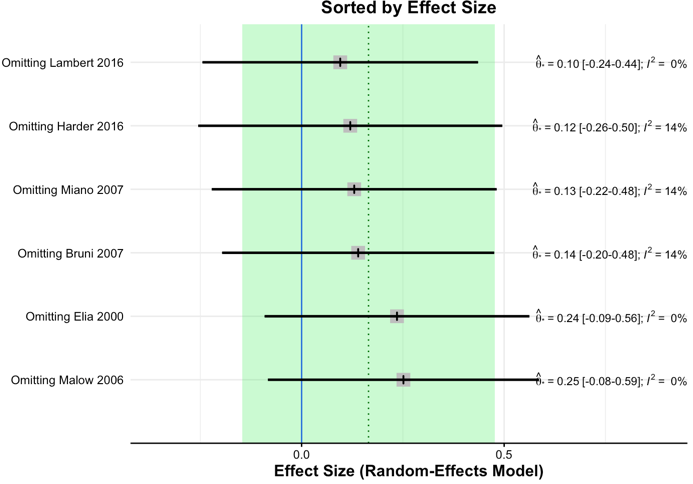 Sorted by Effect Size
Omitting Lambert 2016 θ̂* = 0.10 [-0.24-0.44]; I² = 0%
Omitting Harder 2016 θ̂* = 0.12 [-0.26-0.50]; I² = 14%
Omitting Miano 2007 θ̂* = 0.13 [-0.22-0.48]; I² = 14%
Omitting Bruni 2007 θ̂* = 0.14 [-0.20-0.48]; I² = 14%
Omitting Elia 2000 θ̂* = 0.24 [-0.09-0.56]; I² = 0%
Omitting Malow 2006 θ̂* = 0.25 [-0.08-0.59]; I² = 0%
0.0 0.5
Effect Size (Random-Effects Model)